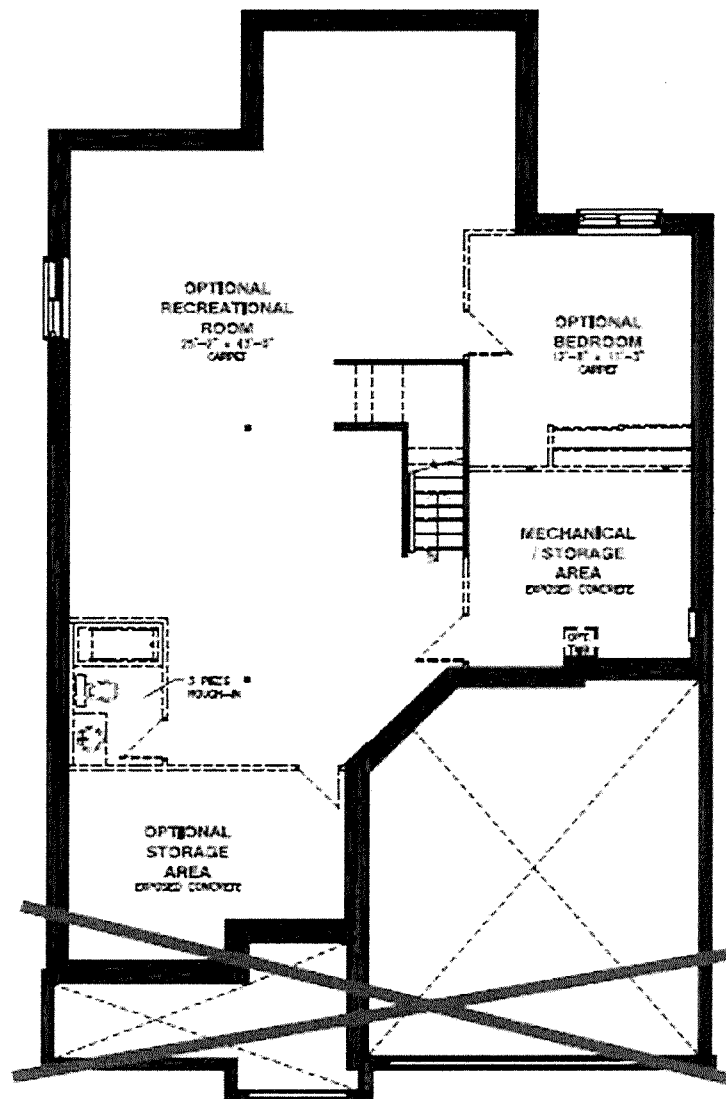 OPTIONAL
RECREATIONAL
ROOM
CARPET
OPTIONAL
BEDROOM
CARPET
MECHANICAL
/ STORAGE
AREA
EXPOSED CONCRETE
OPT.
3 PIECE
ROUGH-IN
OPTIONAL
STORAGE
AREA
EXPOSED CONCRETE